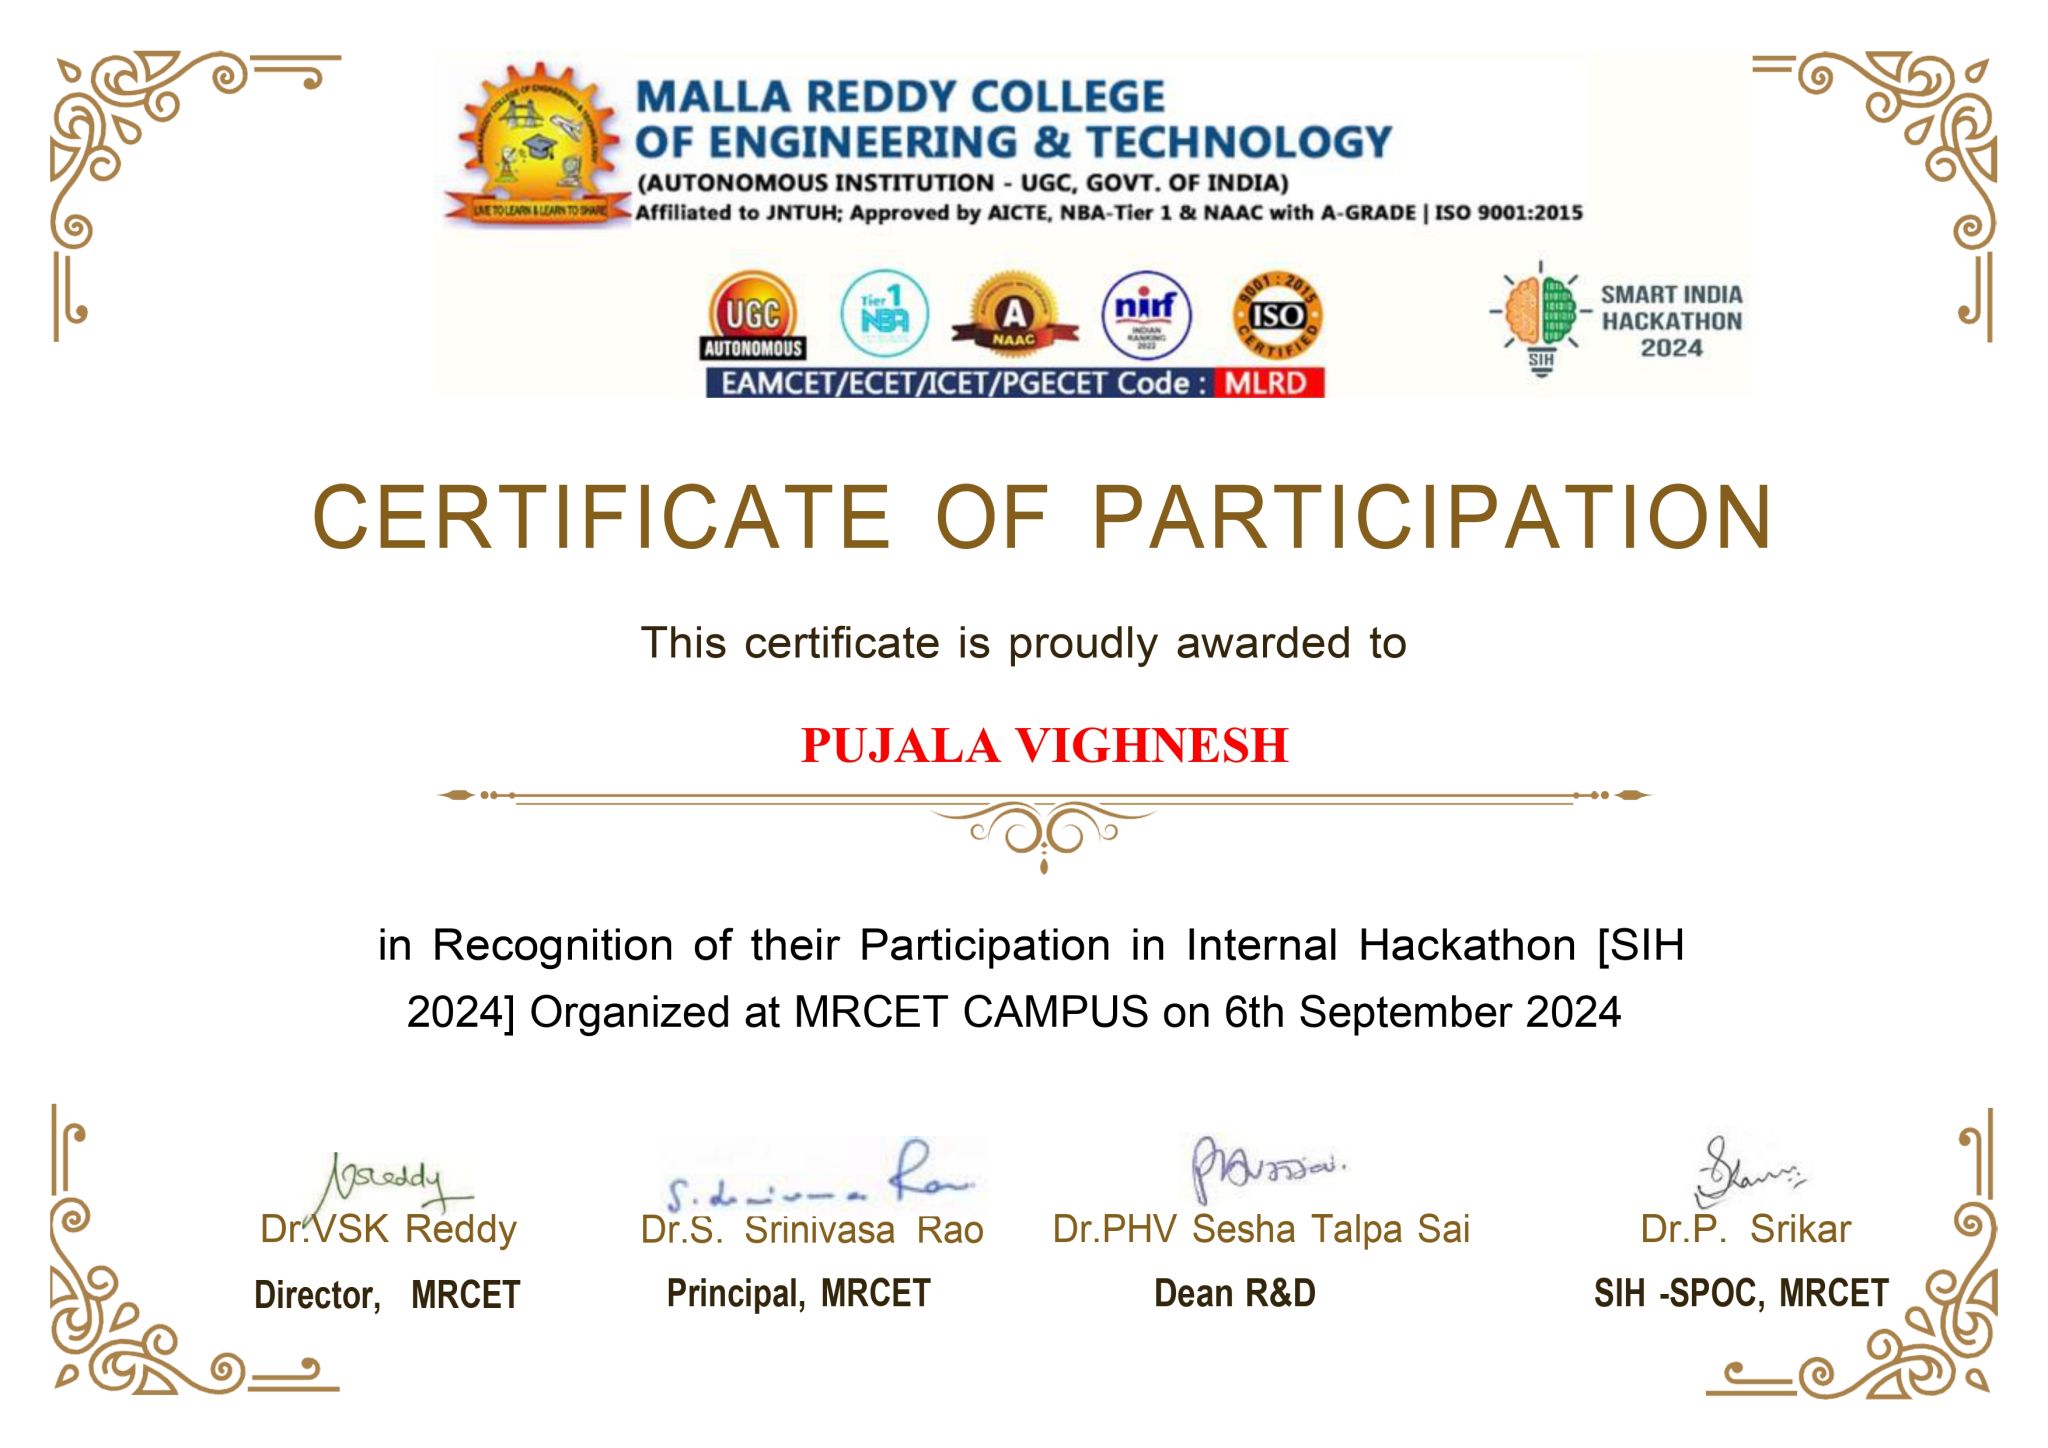 MALLA REDDY COLLEGE
OF ENGINEERING & TECHNOLOGY
(AUTONOMOUS INSTITUTION - UGC, GOVT. OF INDIA)
Affiliated to JNTUH; Approved by AICTE, NBA-Tier 1 & NAAC with A-GRADE | ISO 9001:2015
LIVE TO LEARN & LEARN TO SHARE
UGC
AUTONOMOUS
Tier 1
NBA
A
NAAC
nirf
INDIAN
RANKING
2022
9001 : 2015
ISO
CERTIFIED
SIH
SMART INDIA
HACKATHON
2024
EAMCET/ECET/ICET/PGECET Code : MLRD
CERTIFICATE OF PARTICIPATION
This certificate is proudly awarded to
PUJALA VIGHNESH
in Recognition of their Participation in Internal Hackathon [SIH
2024] Organized at MRCET CAMPUS on 6th September 2024
Dr.VSK Reddy
Dr.S. Srinivasa Rao
Dr.PHV Sesha Talpa Sai
Dr.P. Srikar
Director, MRCET
Principal, MRCET
Dean R&D
SIH -SPOC, MRCET